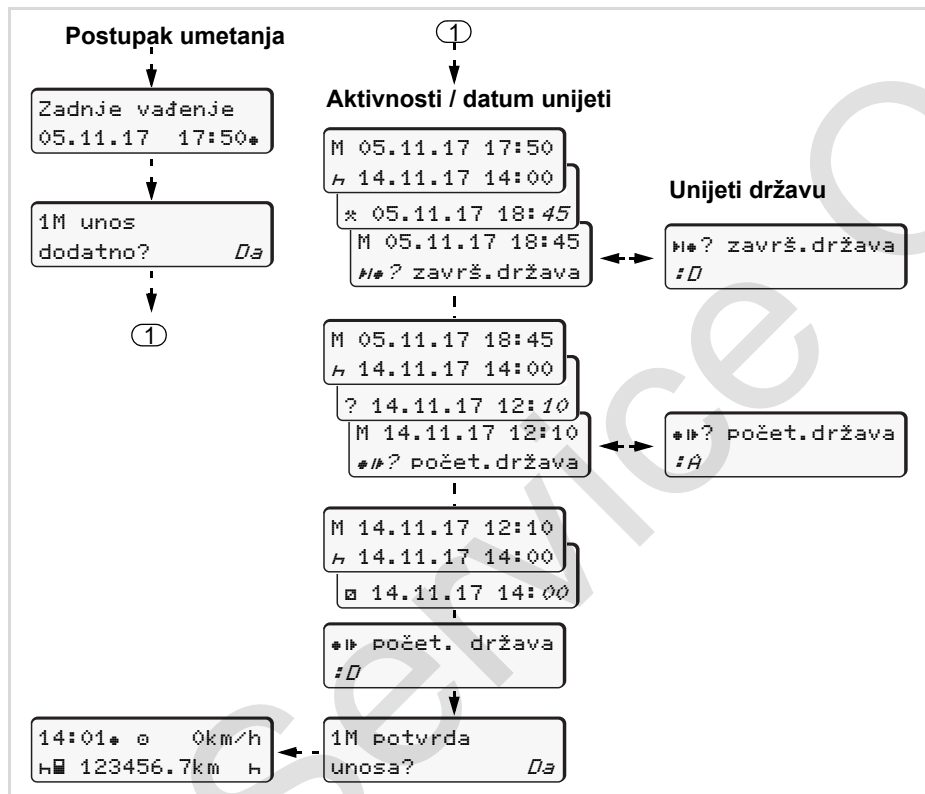 Postupak umetanja
Zadnje vađenje
05.11.17 17:50
1M unos
dodatno? Da
1
1
Aktivnosti / datum unijeti
M 05.11.17 17:50
14.11.17 14:00
05.11.17 18:45
M 05.11.17 18:45
? završ.država
Unijeti državu
? završ.država
:D
M 05.11.17 18:45
14.11.17 14:00
? 14.11.17 12:10
M 14.11.17 12:10
? počet.država
? počet.država
:A
M 14.11.17 12:10
14.11.17 14:00
14.11.17 14:00
počet. država
:D
1M potvrda
unosa? Da
14:01 0km/h
123456.7km
Service